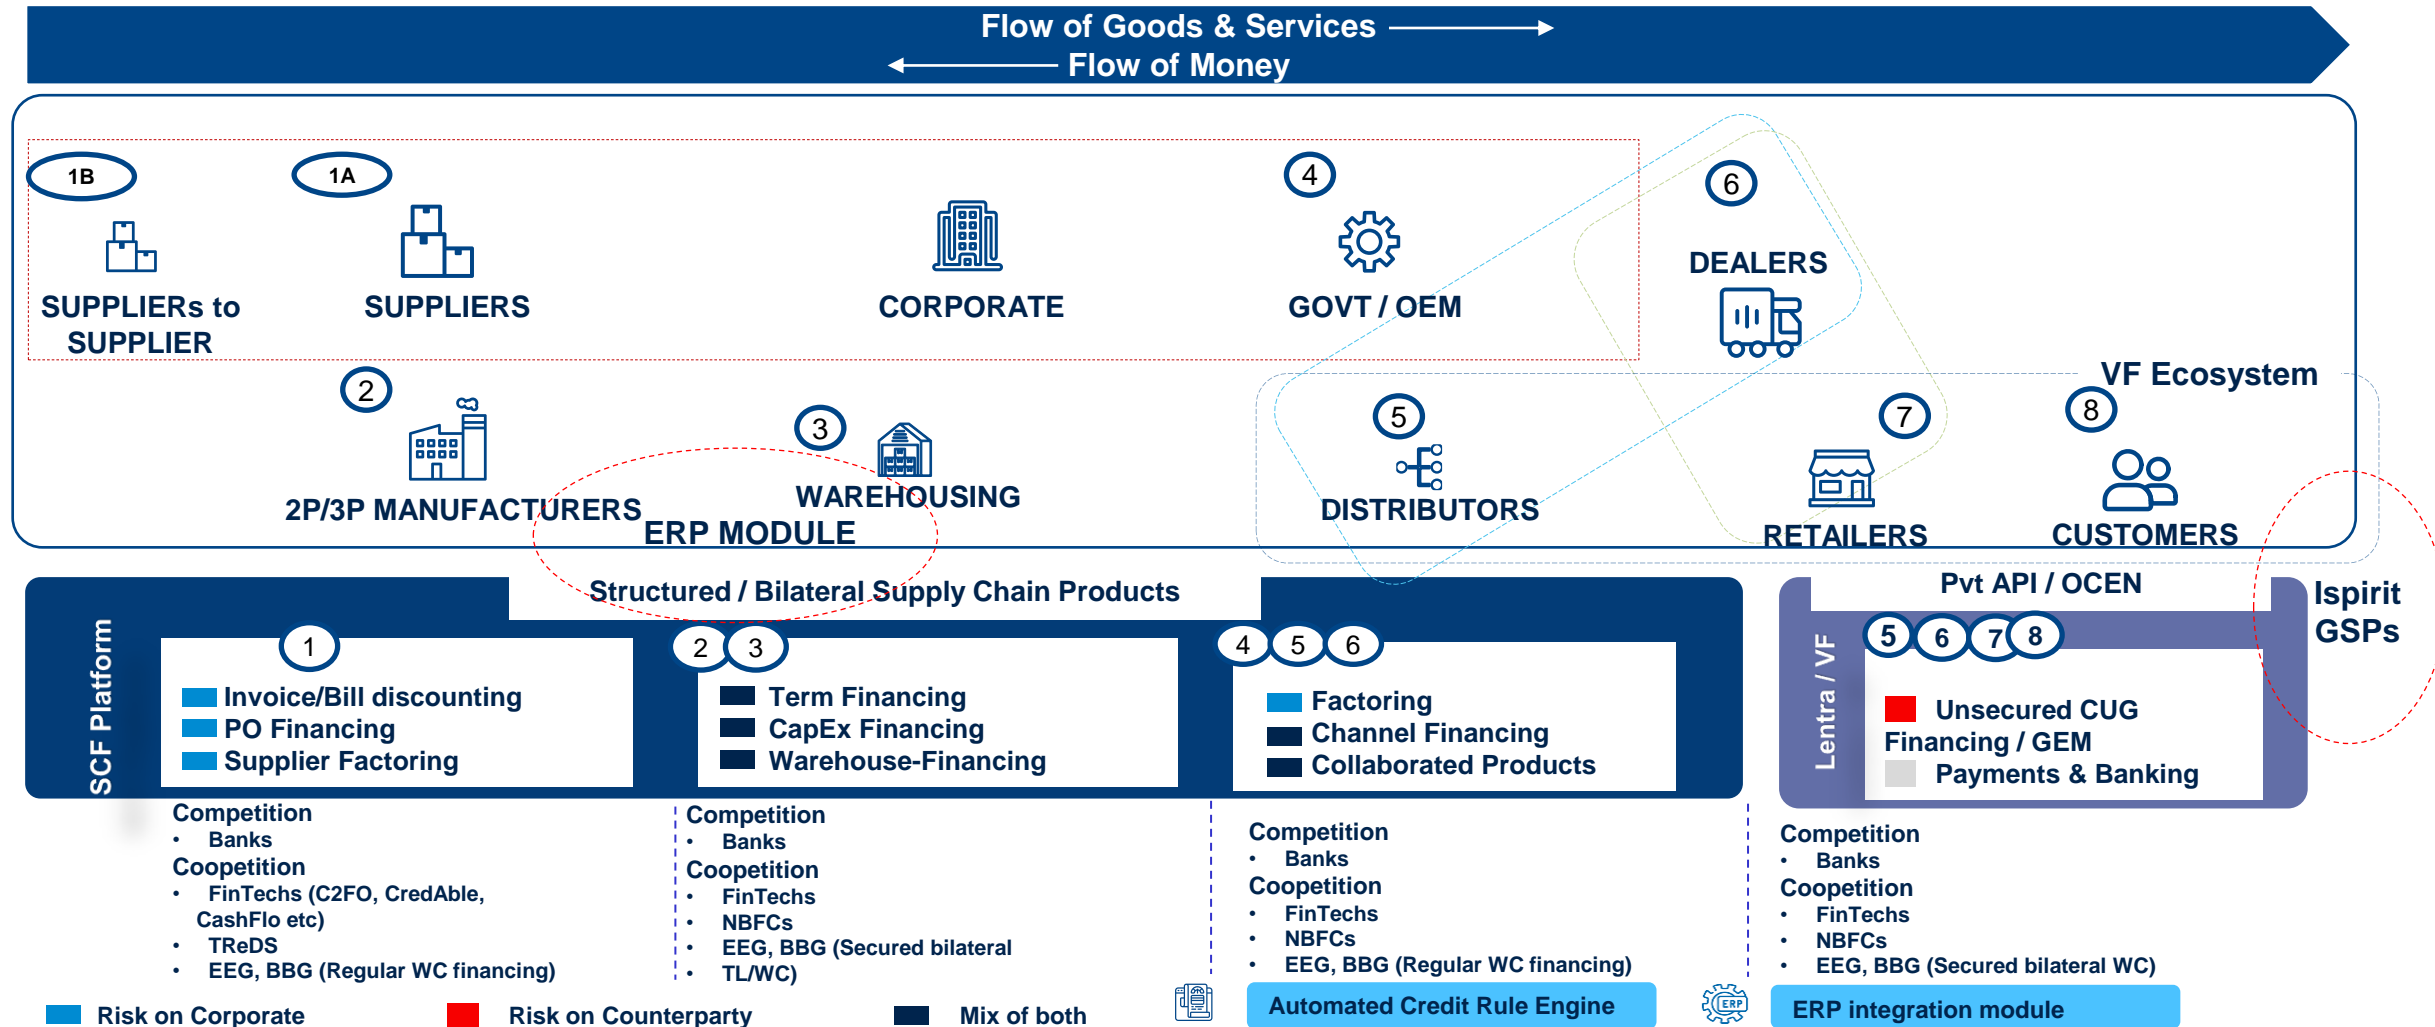 Flow of Goods & Services
Flow of Money
1B
1A
4
6
SUPPLIERs to
SUPPLIER
SUPPLIERS
CORPORATE
GOVT / OEM
DEALERS
VF Ecosystem
2
3
5
7
8
2P/3P MANUFACTURERS
WAREHOUSING
DISTRIBUTORS
RETAILERS
CUSTOMERS
ERP MODULE
Structured / Bilateral Supply Chain Products
Pvt API / OCEN
Ispirit
GSPs
SCF Platform
1
Invoice/Bill discounting
PO Financing
Supplier Factoring
2 3
Term Financing
CapEx Financing
Warehouse-Financing
4 5 6
Factoring
Channel Financing
Collaborated Products
Lentra / VF
5 6 7 8
Unsecured CUG
Financing / GEM
Payments & Banking
Competition
• Banks
Coopetition
• FinTechs (C2FO, CredAble,
CashFlo etc)
• TReDS
• EEG, BBG (Regular WC financing)
Competition
• Banks
Coopetition
• FinTechs
• NBFCs
• EEG, BBG (Secured bilateral
• TL/WC)
Competition
• Banks
Coopetition
• FinTechs
• NBFCs
• EEG, BBG (Regular WC financing)
Competition
• Banks
Coopetition
• FinTechs
• NBFCs
• EEG, BBG (Secured bilateral WC)
Risk on Corporate
Risk on Counterparty
Mix of both
Automated Credit Rule Engine
ERP
ERP integration module